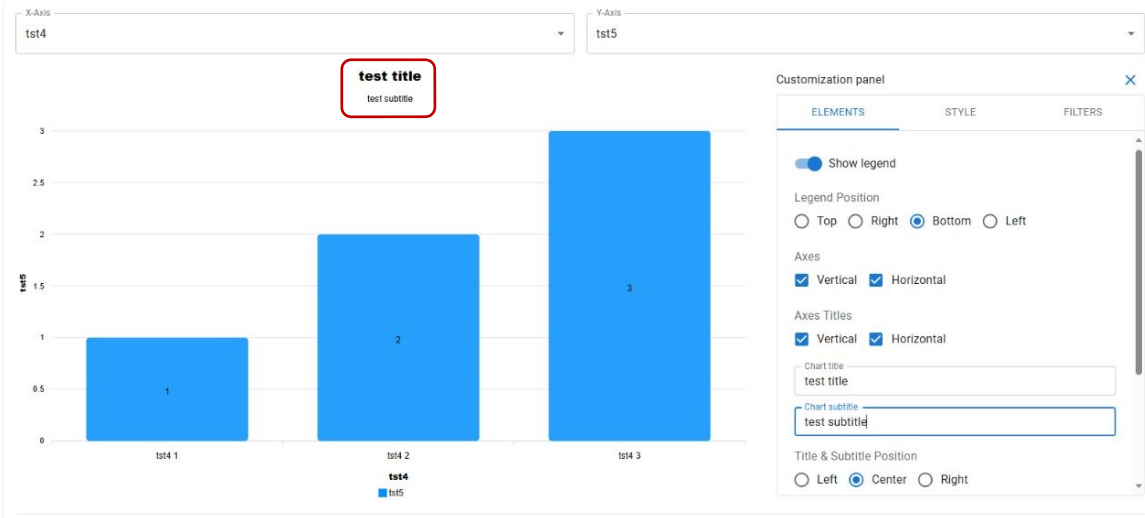 X-Axis
tst4
Y-Axis
tst5
test title
test subtitle
3
2.5
2
1.5
1
0.5
0
tst5
1
2
3
tst4 1
tst4 2
tst4 3
tst4
tst5
Customization panel
ELEMENTS STYLE FILTERS
Show legend
Legend Position
Top Right Bottom Left
Axes
Vertical Horizontal
Axes Titles
Vertical Horizontal
Chart title
test title
Chart subtitle
test subtitle
Title & Subtitle Position
Left Center Right